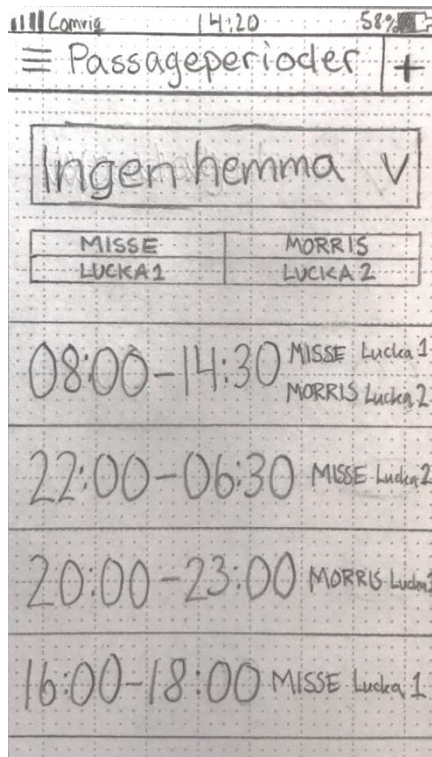 Comviq 14:20 58%
Passageperioder +
Ingen hemma
MISSE MORRIS
LUCKA 1 LUCKA 2
08:00-14:30 MISSE Lucka 1
MORRIS Lucka 2
22:00-06:30 MISSE Lucka 2
20:00-23:00 MORRIS
16:00-18:00 MISSE Lucka 1